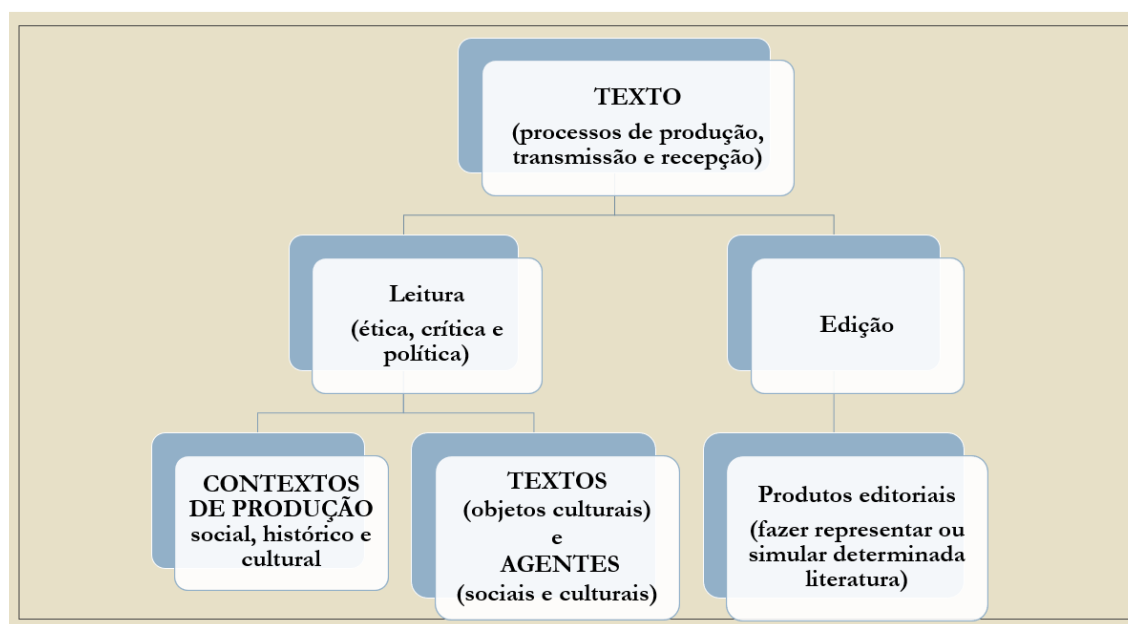 TEXTO
(processos de produção,
transmissão e recepção)
Leitura
(ética, crítica e
política)
Edição
CONTEXTOS
DE PRODUÇÃO
social, histórico e
cultural
TEXTOS
(objetos culturais)
e
AGENTES
(sociais e culturais)
Produtos editoriais
(fazer representar ou
simular determinada
literatura)